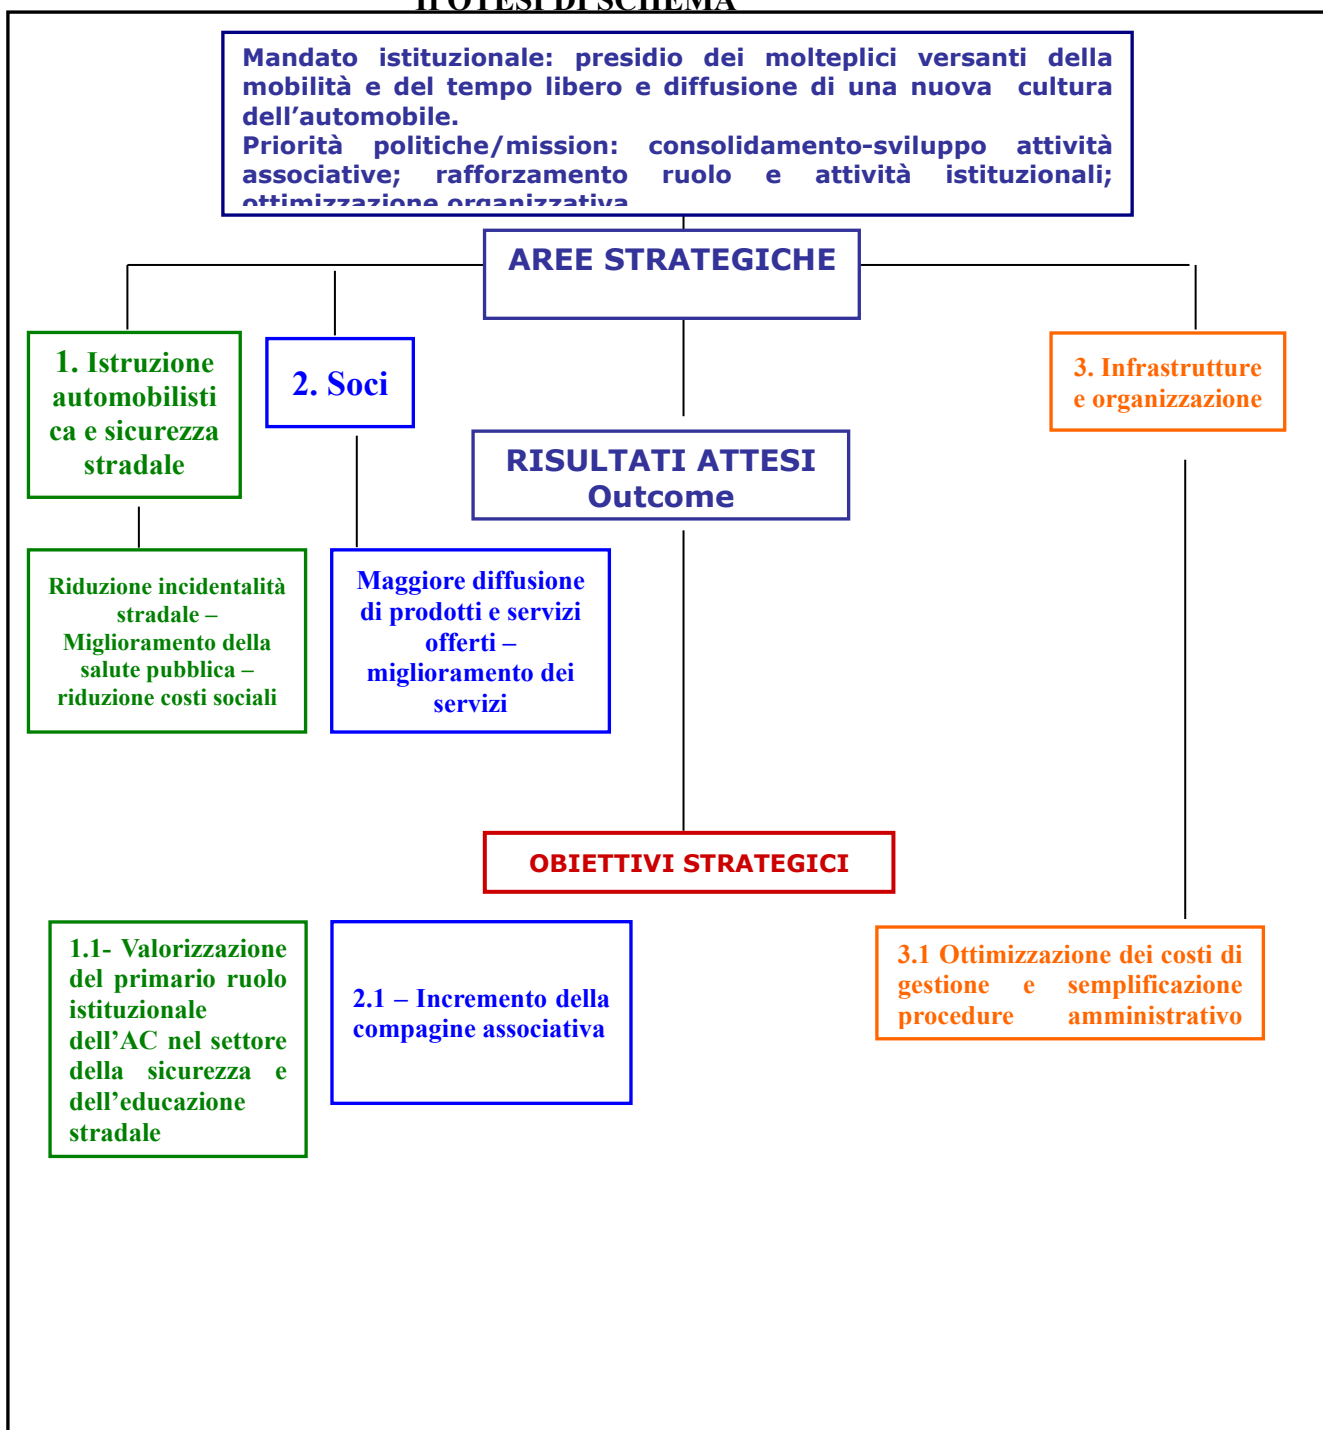 IPOTESI DI SCHEMA
Mandato istituzionale: presidio dei molteplici versanti della
mobilità e del tempo libero e diffusione di una nuova cultura
dell’automobile.
Priorità politiche/mission: consolidamento-sviluppo attività
associative; rafforzamento ruolo e attività istituzionali;
ottimizzazione organizzativa
AREE STRATEGICHE
1. Istruzione
automobilisti
ca e sicurezza
stradale
2. Soci
3. Infrastrutture
e organizzazione
RISULTATI ATTESI
Outcome
Riduzione incidentalità
stradale –
Miglioramento della
salute pubblica –
riduzione costi sociali
Maggiore diffusione
di prodotti e servizi
offerti –
miglioramento dei
servizi
OBIETTIVI STRATEGICI
1.1- Valorizzazione
del primario ruolo
istituzionale
dell’AC nel settore
della sicurezza e
dell’educazione
stradale
2.1 – Incremento della
compagine associativa
3.1 Ottimizzazione dei costi di
gestione e semplificazione
procedure amministrativo